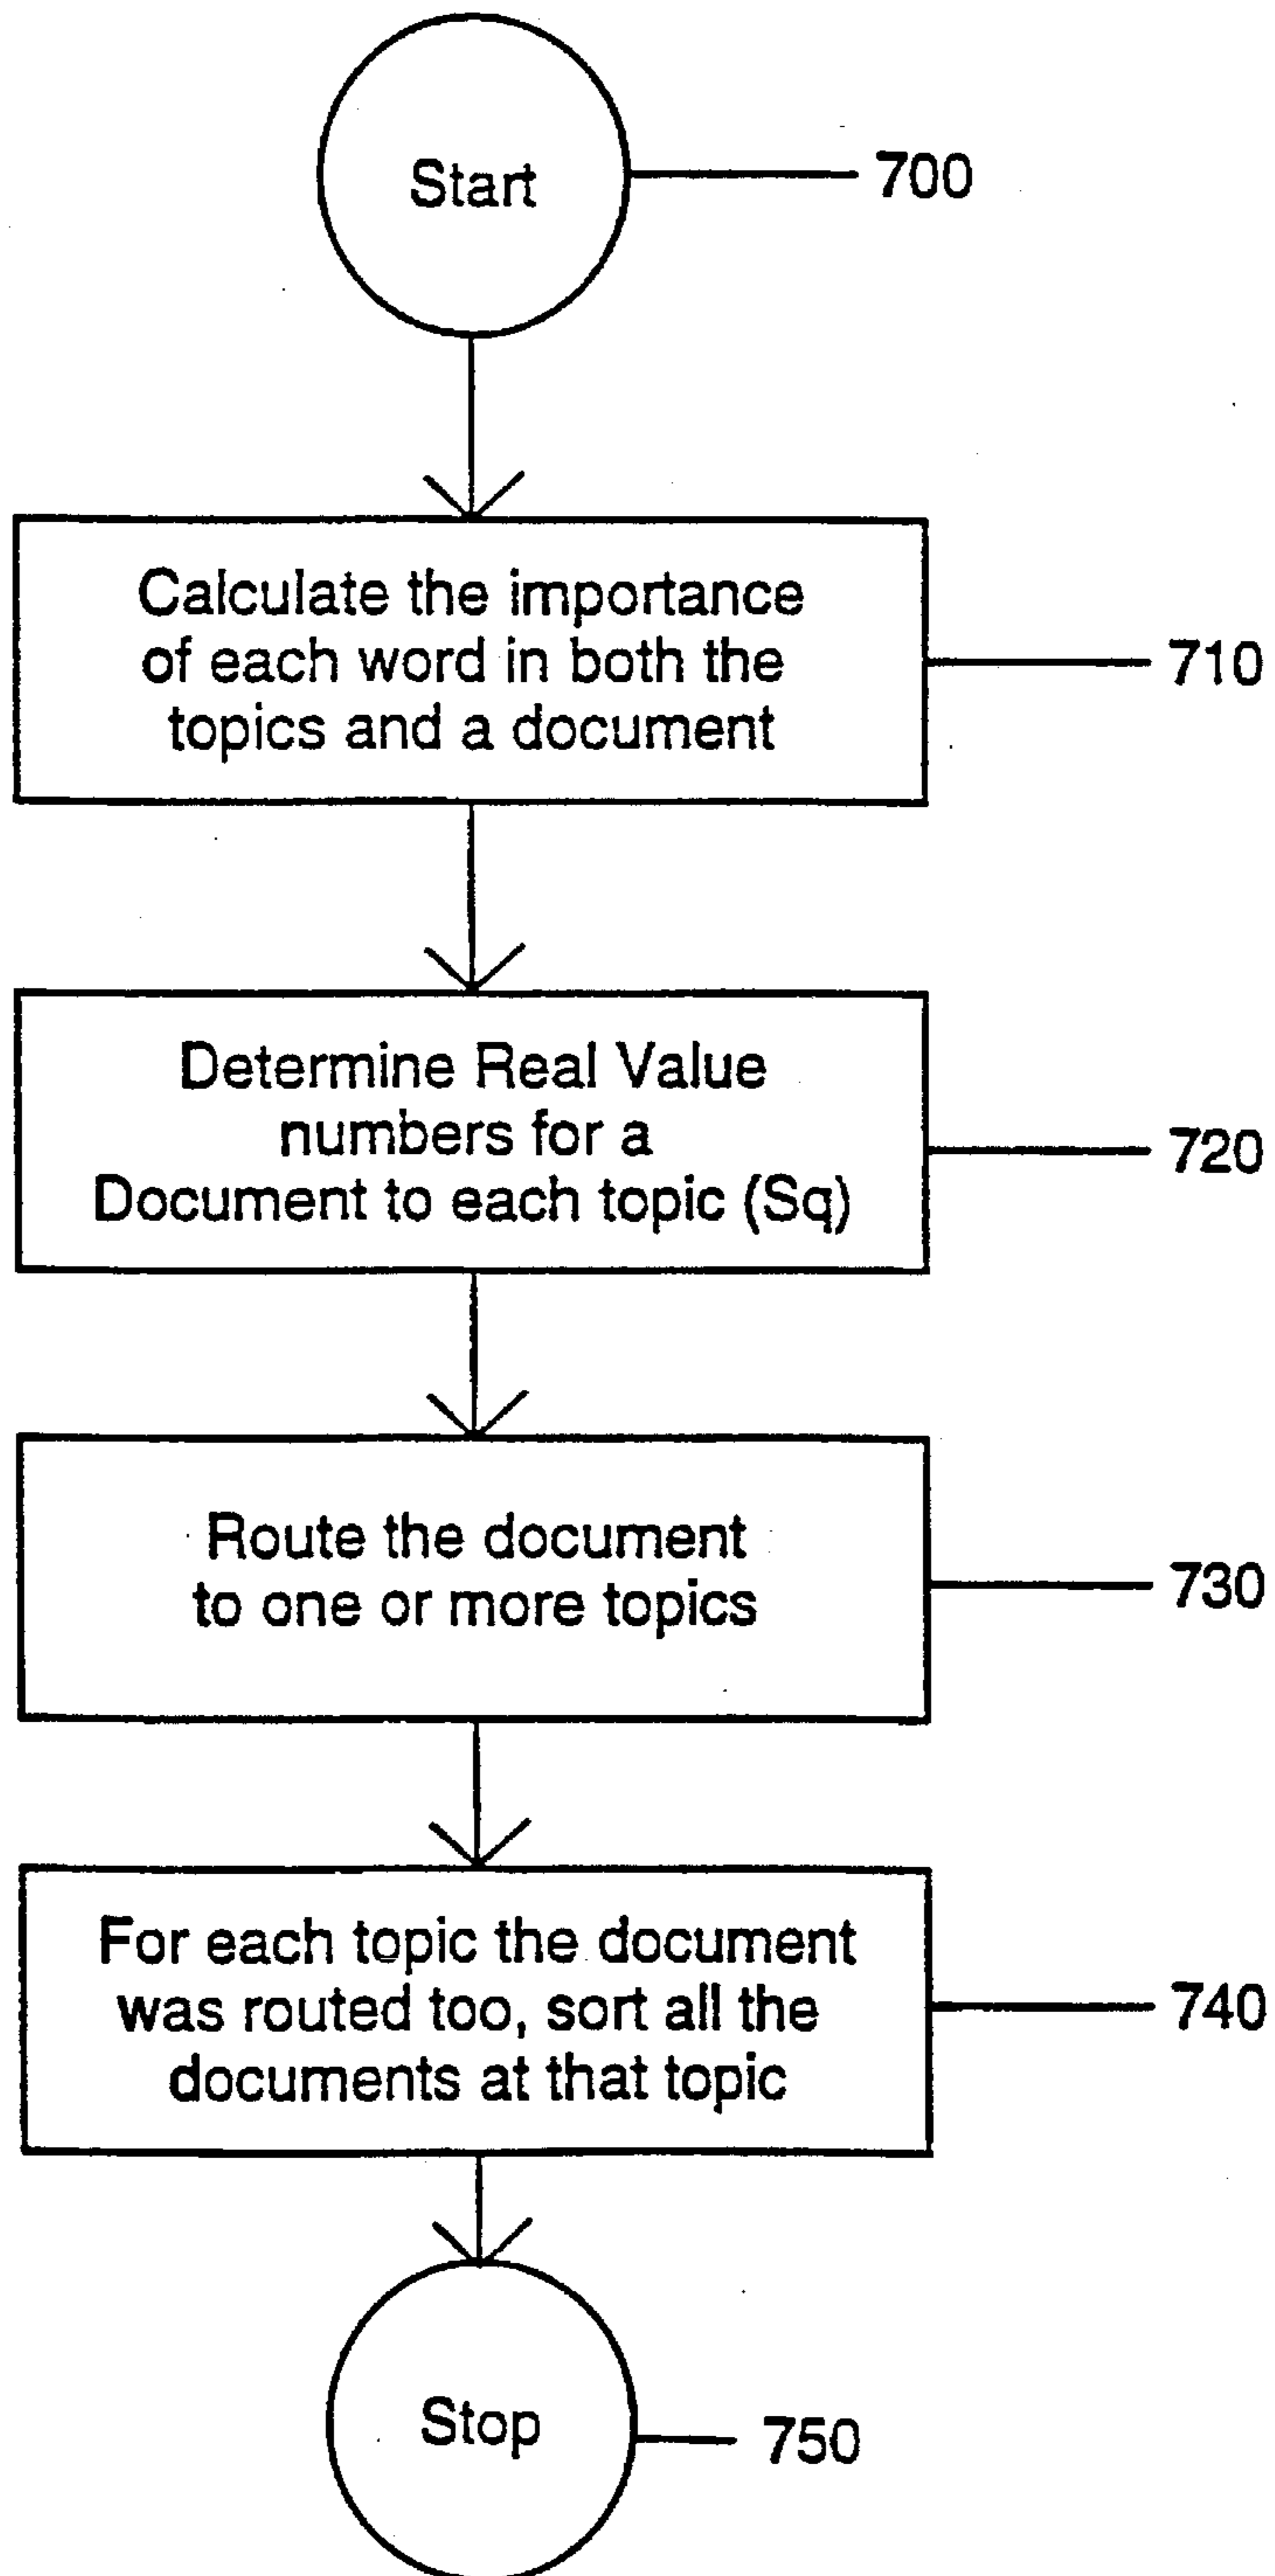 Start
700
Calculate the importance
of each word in both the
topics and a document
710
Determine Real Value
numbers for a
Document to each topic (Sq)
720
Route the document
to one or more topics
730
For each topic the document
was routed too, sort all the
documents at that topic
740
Stop
750